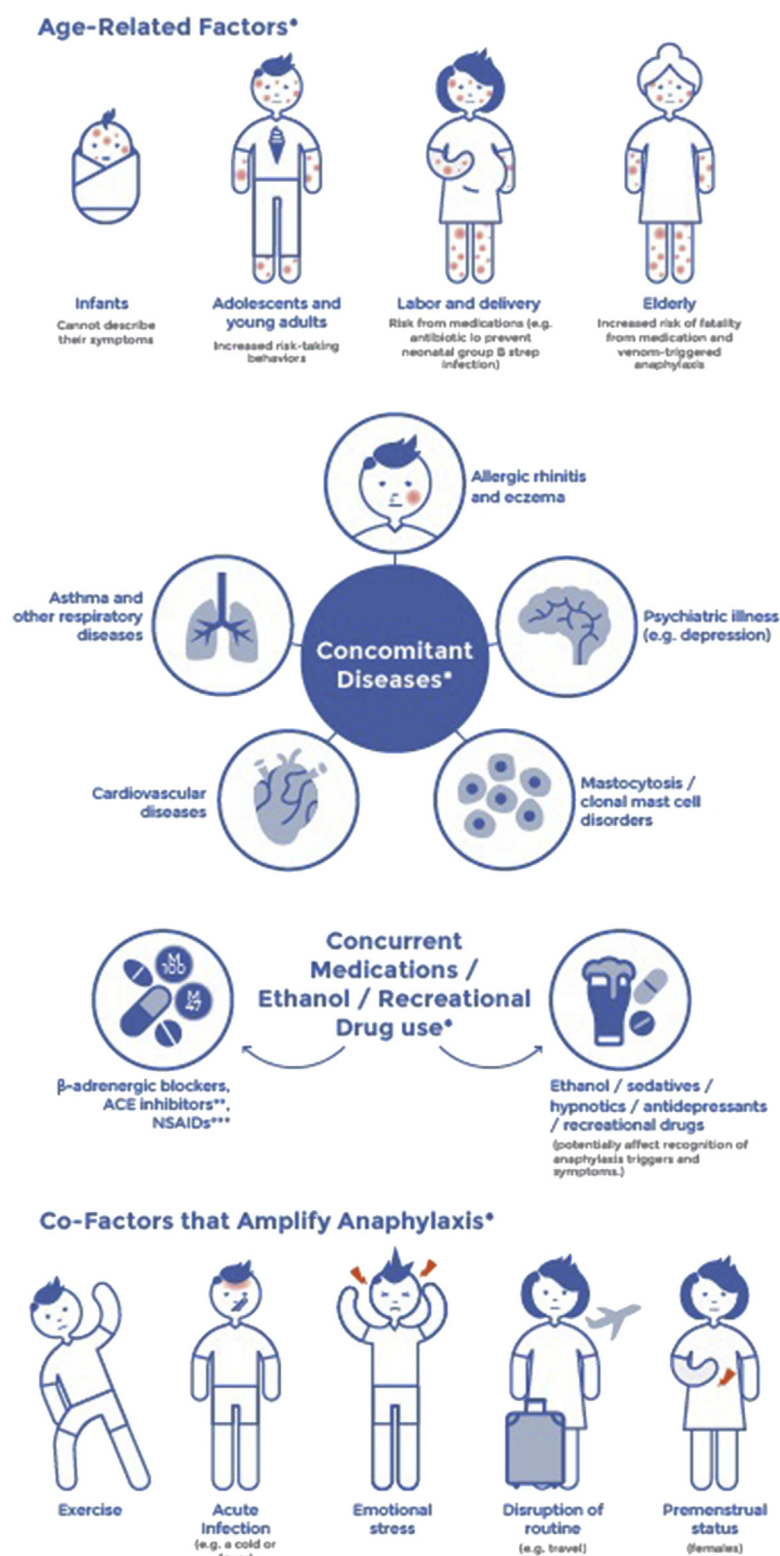 Age-Related Factors*
Infants
Cannot describe
their symptoms
Adolescents and
young adults
Increased risk-taking
behaviors
Labor and delivery
Risk from medications (e.g.
antibiotic to prevent
neonatal group B strep
infection)
Elderly
Increased risk of fatality
from medication and
venom-triggered
anaphylaxis
Allergic rhinitis
and eczema
Asthma and
other respiratory
diseases
Psychiatric illness
(e.g. depression)
Concomitant
Diseases*
Cardiovascular
diseases
Mastocytosis /
clonal mast cell
disorders
Concurrent
Medications /
Ethanol / Recreational
Drug use*
M
100
M
47
β-adrenergic blockers,
ACE inhibitors**,
NSAIDs***
Ethanol / sedatives /
hypnotics / antidepressants
/ recreational drugs
(potentially affect recognition of
anaphylaxis triggers and
symptoms.)
Co-Factors that Amplify Anaphylaxis*
Exercise
Acute
Infection
(e.g. a cold or
Emotional
stress
Disruption of
routine
(e.g. travel)
Premenstrual
status
(females)